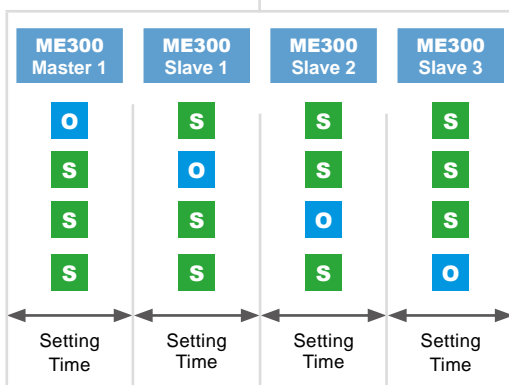 ME300 ME300 ME300 ME300
Master 1 Slave 1 Slave 2 Slave 3
O S S S
S O S S
S S O S
S S S O
Setting Setting Setting Setting
Time Time Time Time